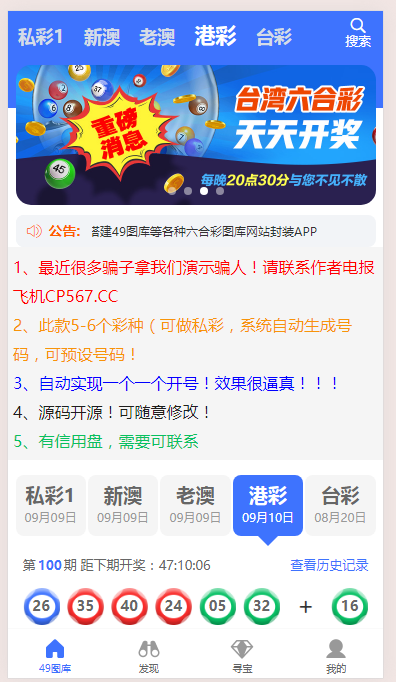 私彩1 新澳 老澳 港彩 台彩 搜索
重磅
消息
台湾六合彩
天天开奖
每晚20点30分与您不见不散
公告: 搭建49图库等各种六合彩图库网站封装APP
1、最近很多骗子拿我们演示骗人！请联系作者电报
飞机CP567.CC
2、此款5-6个彩种（可做私彩，系统自动生成号
码，可预设号码！
3、自动实现一个一个开号！效果很逼真！！！
4、源码开源！可随意修改！
5、有信用盘，需要可联系
私彩1 新澳 老澳 港彩 台彩
09月09日 09月09日 09月09日 09月10日 08月20日
第100期 距下期开奖：47:10:06 查看历史记录
26 35 40 24 05 32 + 16
49图库 发现 寻宝 我的